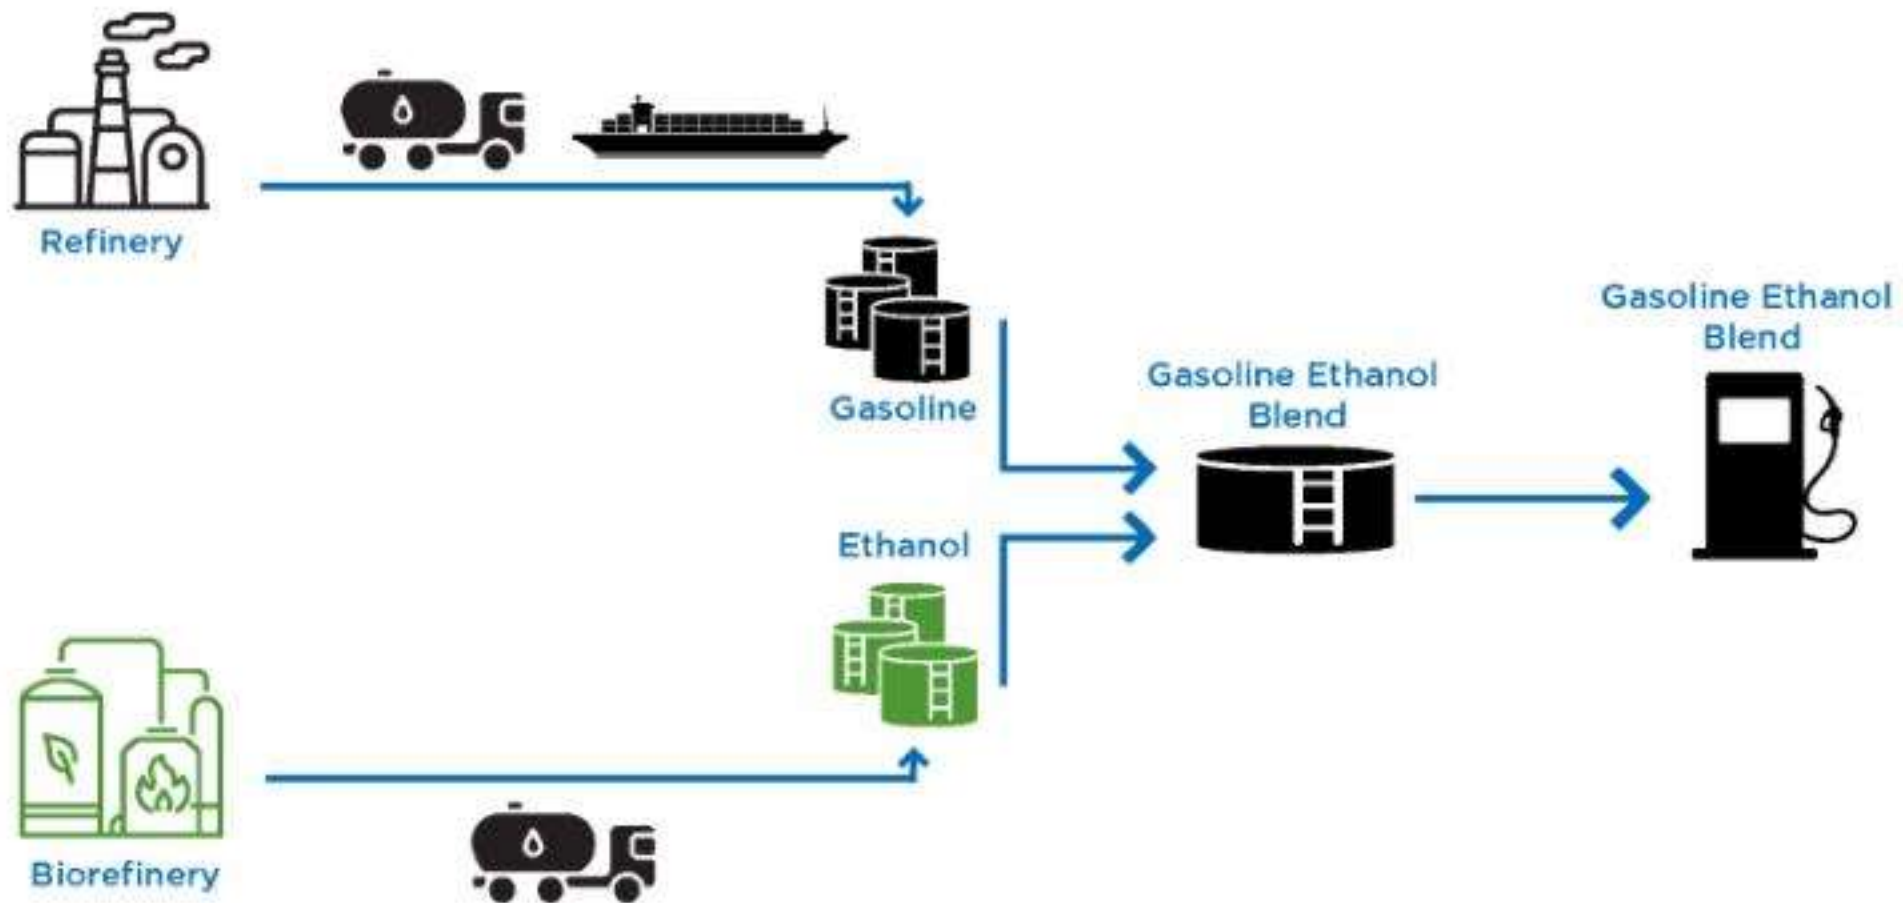 Refinery
Gasoline
Ethanol
Biorefinery
Gasoline Ethanol
Blend
Gasoline Ethanol
Blend